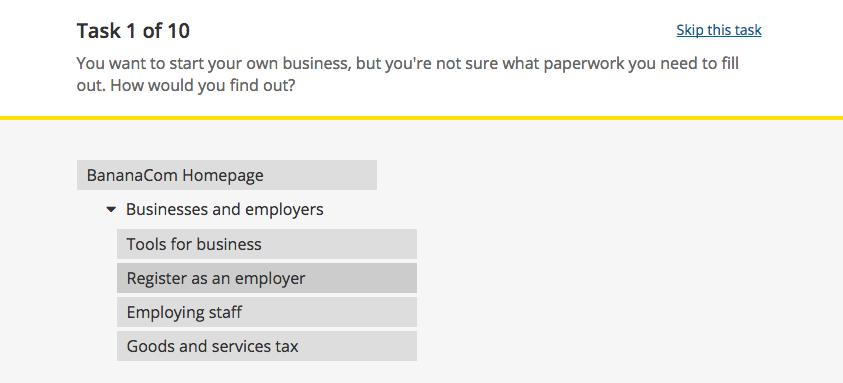 Task 1 of 10
Skip this task
You want to start your own business, but you're not sure what paperwork you need to fill
out. How would you find out?
BananaCom Homepage
Businesses and employers
Tools for business
Register as an employer
Employing staff
Goods and services tax